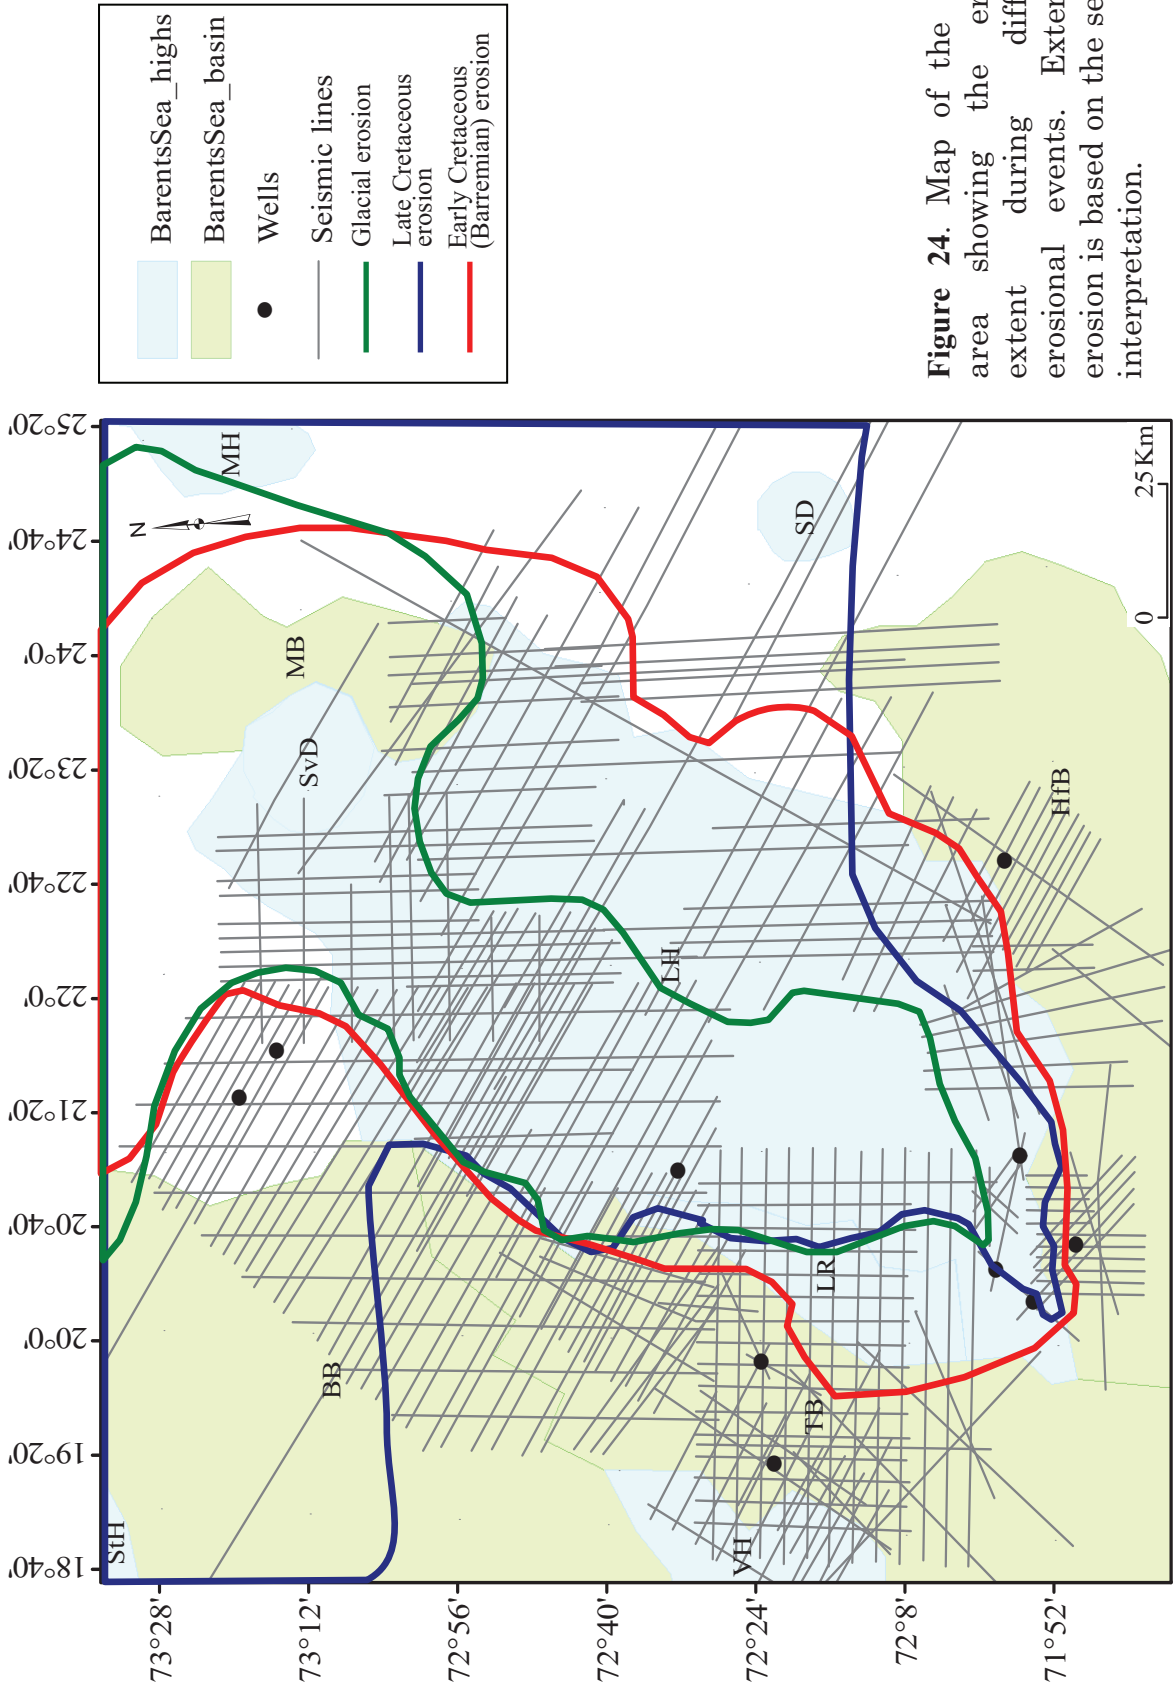 25°20'
24°40'
24°0'
23°20'
22°40'
22°0'
21°20'
20°40'
20°0'
19°20'
18°40'
73°28'
73°12'
72°56'
72°40'
72°24'
72°8'
71°52'
N
MH
MB
SvD
SD
HfB
LH
LR
BB
TB
VH
StH
0
25Km
BarentsSea_highs
BarentsSea_basin
Wells
Seismic lines
Glacial erosion
Late Cretaceous
erosion
Early Cretaceous
(Barremian) erosion
Figure 24. Map of the
area showing the
extent during
erosional events.
erosion is based on the
interpretation.